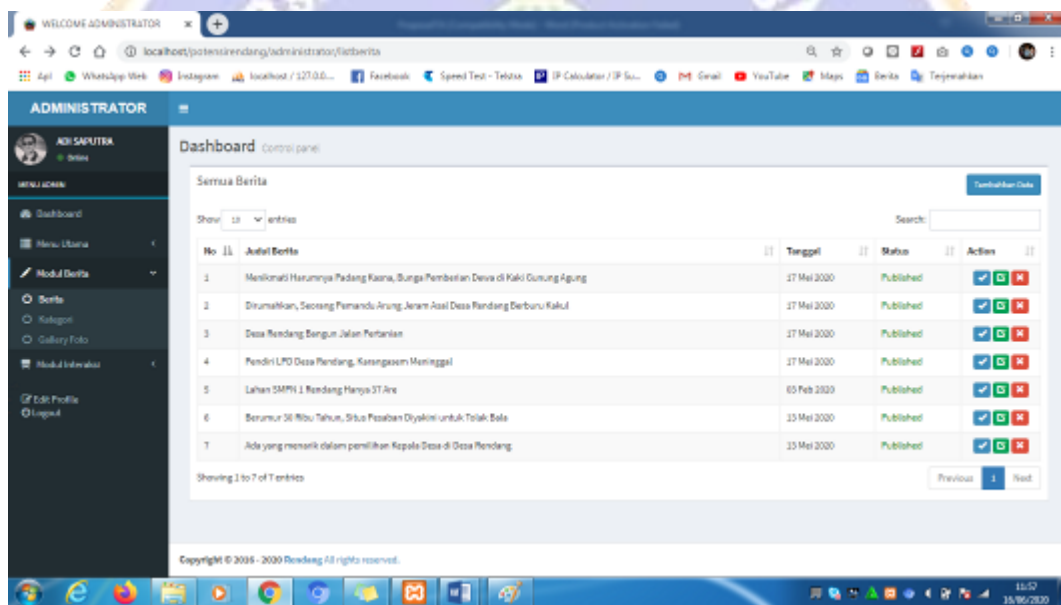 WELCOME ADMINISTRATOR
localhost/potensirendang/administrator/listberita
Apl WhatsApp Web Instagram localhost / 127.0.0... Facebook Speed Test - Telstra IP Calculator / IP Su... Gmail YouTube Maps Berita Terjemahkan
ADMINISTRATOR
ADI SAPUTRA
Online
MENU ADMIN
Dashboard
Menu Utama
Modul Berita
Berita
Kategori
Gallery Foto
Modul Interaksi
Edit Profile
Logout
Dashboard Control panel
Semua Berita
Tambahkan Data
Show 10 entries
Search:
No Judul Berita Tanggal Status Action
1 Menikmati Harumnya Padang Kasna, Bunga Pemberian Dewa di Kaki Gunung Agung 17 Mei 2020 Published
2 Dirumahkan, Seorang Pemandu Arung Jeram Asal Desa Rendang Berburu Kakul 17 Mei 2020 Published
3 Desa Rendang Bangun Jalan Pertanian 17 Mei 2020 Published
4 Pendiri LPD Desa Rendang, Karangasem Meninggal 17 Mei 2020 Published
5 Lahan SMPN 1 Rendang Hanya 37 Are Feb 2020 Published
6 Berumur 50 Ribu Tahun, Situs Pesaban Diyakini untuk Tolak Bala 13 Mei 2020 Published
7 Ada yang menarik dalam pemilihan Kepala Desa di Desa Rendang. 13 Mei 2020 Published
Showing 1 to 7 of 7 entries
Previous 1 Next
Copyright © 2016 - 2020 Rendang All rights reserved.
11:57
16/06/2020